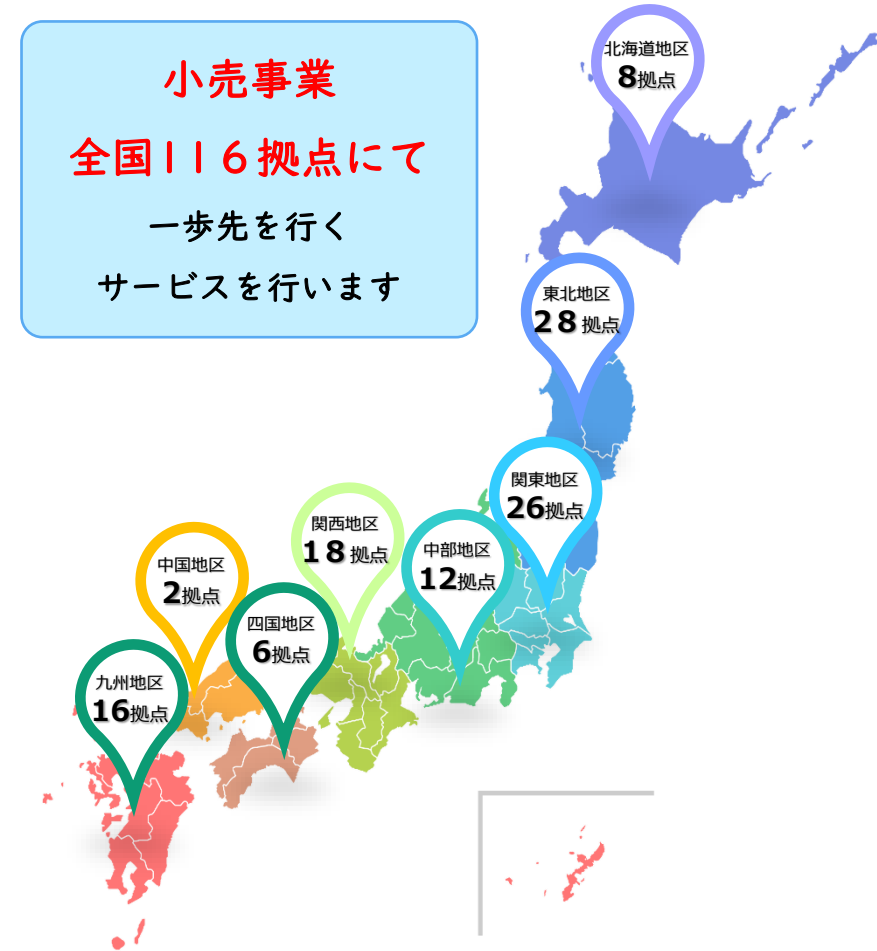 小売事業
全国116拠点にて
一歩先を行く
サービスを行います
北海道地区
8拠点
東北地区
28拠点
関東地区
26拠点
関西地区
18拠点
中部地区
12拠点
中国地区
2拠点
四国地区
6拠点
九州地区
16拠点